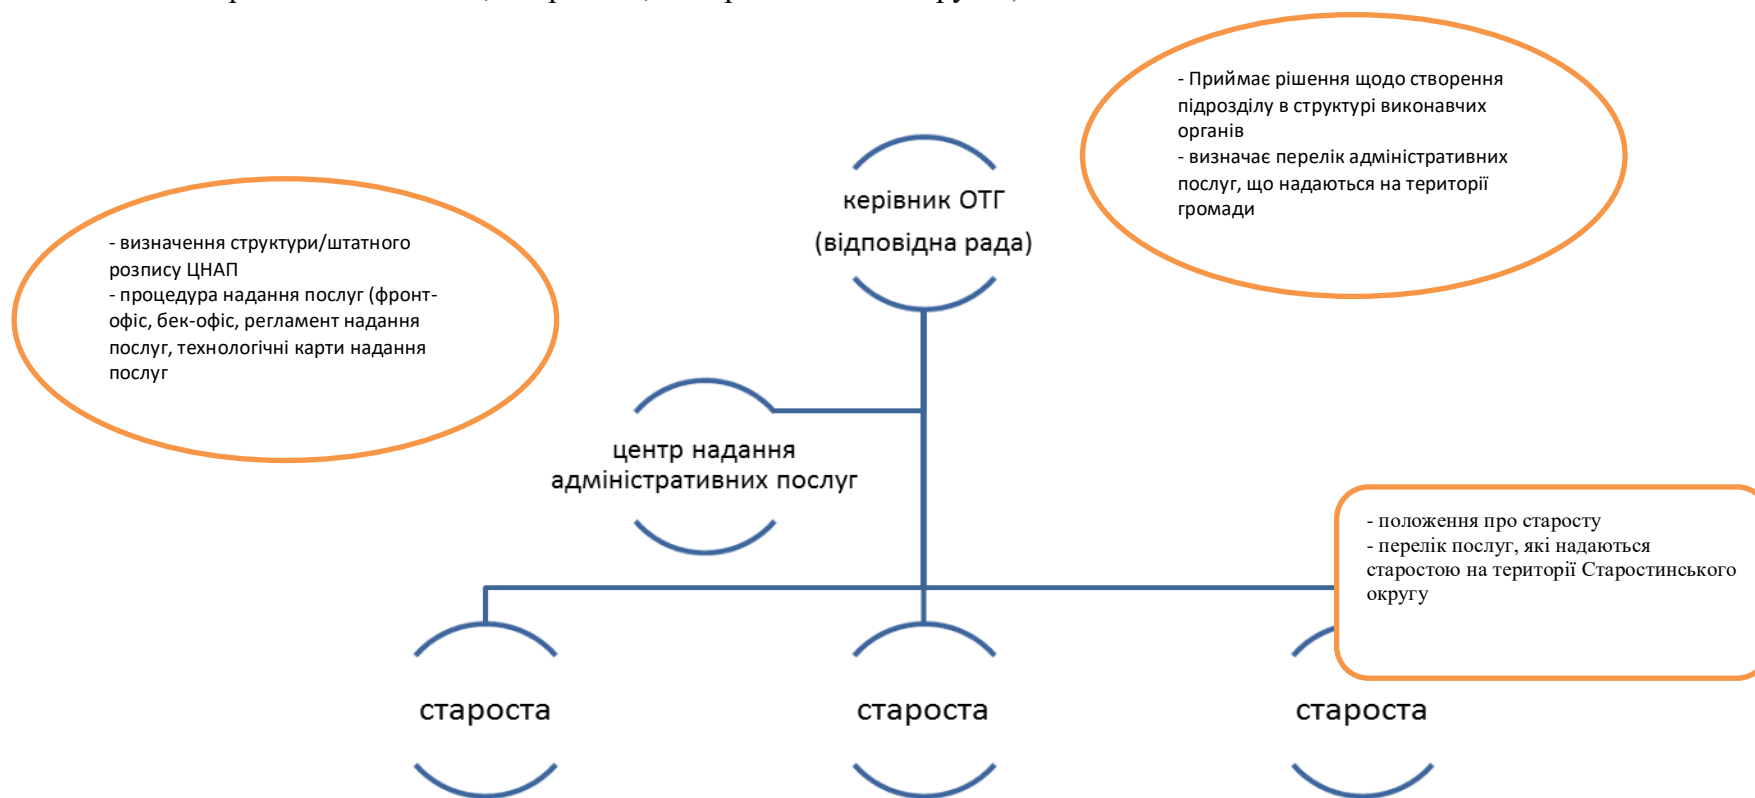 - Приймає рішення щодо створення
підрозділу в структурі виконавчих
органів
- визначає перелік адміністративних
послуг, що надаються на території
громади
керівник ОТГ
(відповідна рада)
- визначення структури/штатного
розпису ЦНАП
- процедура надання послуг (фронт-
офіс, бек-офіс, регламент надання
послуг, технологічні карти надання
послуг
центр надання
адміністративних послуг
- положення про старосту
- перелік послуг, які надаються
старостою на території Старостинського
округу
староста
староста
староста